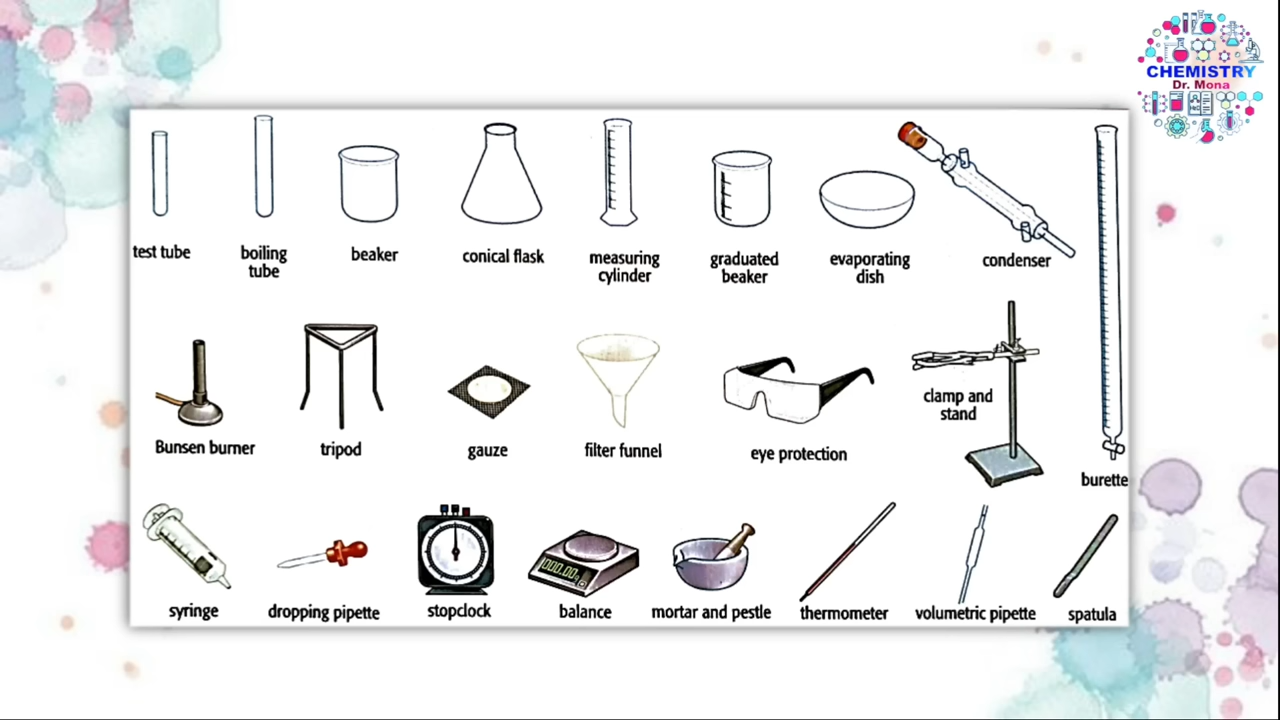 CHEMISTRY
Dr. Mona
test tube
boiling
tube
beaker
conical flask
measuring
cylinder
graduated
beaker
evaporating
dish
condenser
Bunsen burner
tripod
gauze
filter funnel
eye protection
clamp and
stand
burette
syringe
dropping pipette
stopclock
000.00g
balance
mortar and pestle
thermometer
volumetric pipette
spatula